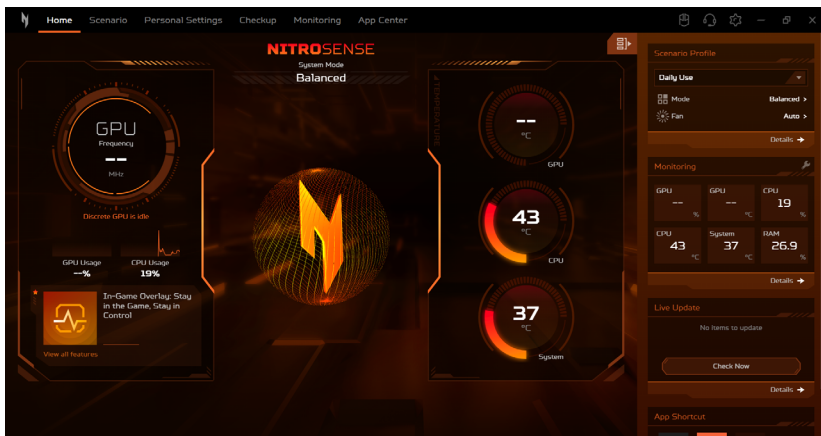 Home Scenario Personal Settings Checkup Monitoring App Center
NITROSENSE
System Mode
Balanced
GPU
Frequency
--
MHz
Discrete GPU is idle
GPU Usage
--%
CPU Usage
19%
In-Game Overlay: Stay
in the Game, Stay in
Control
View all features
TEMPERATURE
--
°C
GPU
43
°C
CPU
37
°C
System
Scenario Profile
Daily Use
Mode Balanced >
Fan Auto >
Details →
Monitoring
GPU GPU CPU
-- -- 19
% °C %
CPU System RAM
43 37 26.9
°C °C %
Details →
Live Update
No items to update
Check Now
Details →
App Shortcut